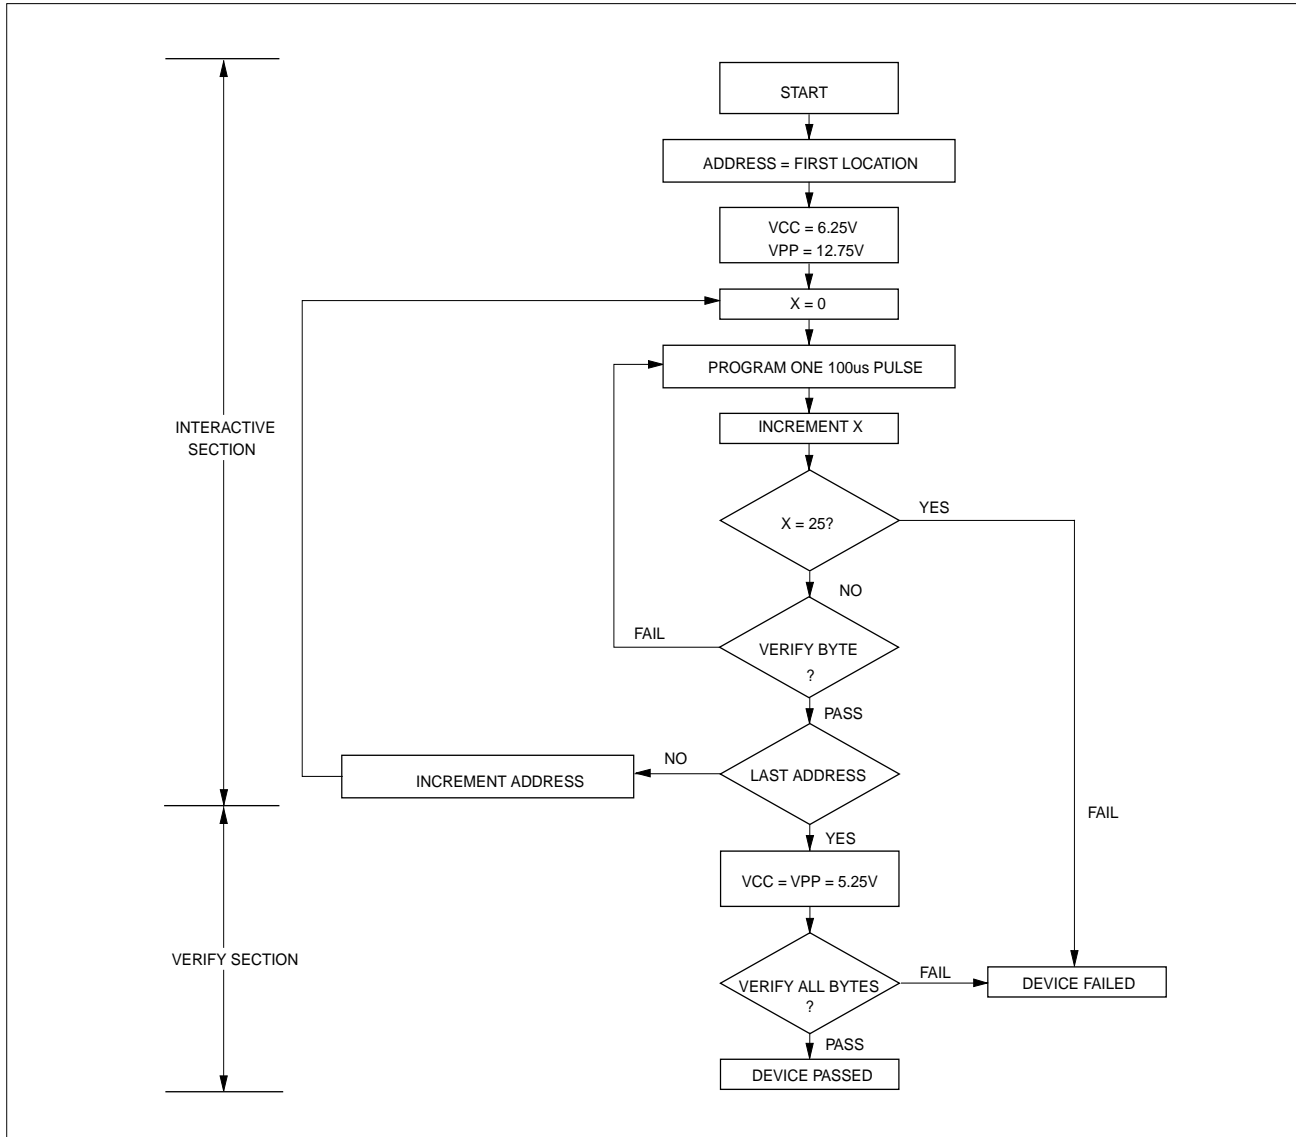 START
ADDRESS = FIRST LOCATION
VCC = 6.25V
VPP = 12.75V
X = 0
PROGRAM ONE 100us PULSE
INCREMENT X
INTERACTIVE
SECTION
X = 25?
YES
NO
FAIL
VERIFY BYTE
?
PASS
NO
LAST ADDRESS
INCREMENT ADDRESS
FAIL
YES
VCC = VPP = 5.25V
VERIFY SECTION
VERIFY ALL BYTES
?
FAIL
DEVICE FAILED
PASS
DEVICE PASSED